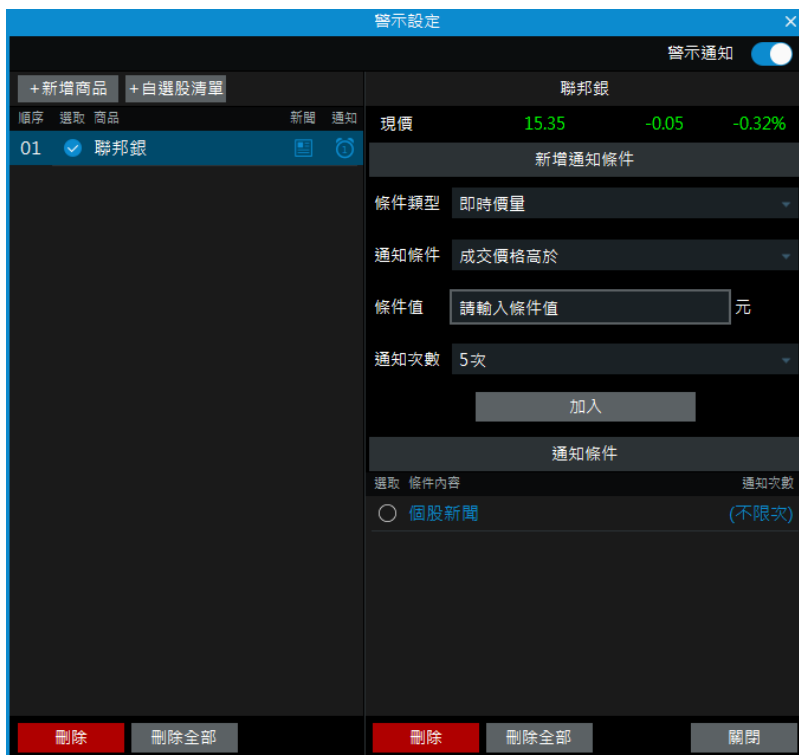 警示設定
警示通知
+新增商品 +自選股清單
順序 選取 商品 新聞 通知
01 聯邦銀 1
聯邦銀
現價 15.35 -0.05 -0.32%
新增通知條件
條件類型 即時價量
通知條件 成交價格高於
條件值 請輸入條件值 元
通知次數 5次
加入
通知條件
選取 條件內容 通知次數
個股新聞 (不限次)
刪除 刪除全部
刪除 刪除全部 關閉